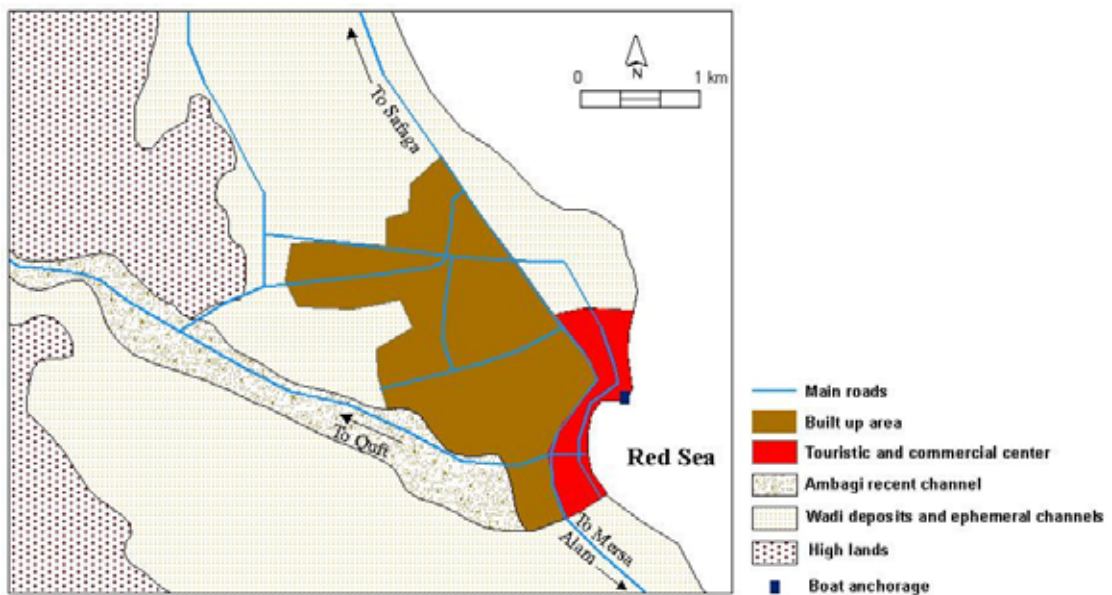 N
0 1 km
To Safaga
To Quft
Red Sea
To Mersa
Alam
Main roads
Built up area
Touristic and commercial center
Ambagi recent channel
Wadi deposits and ephemeral channels
High lands
Boat anchorage